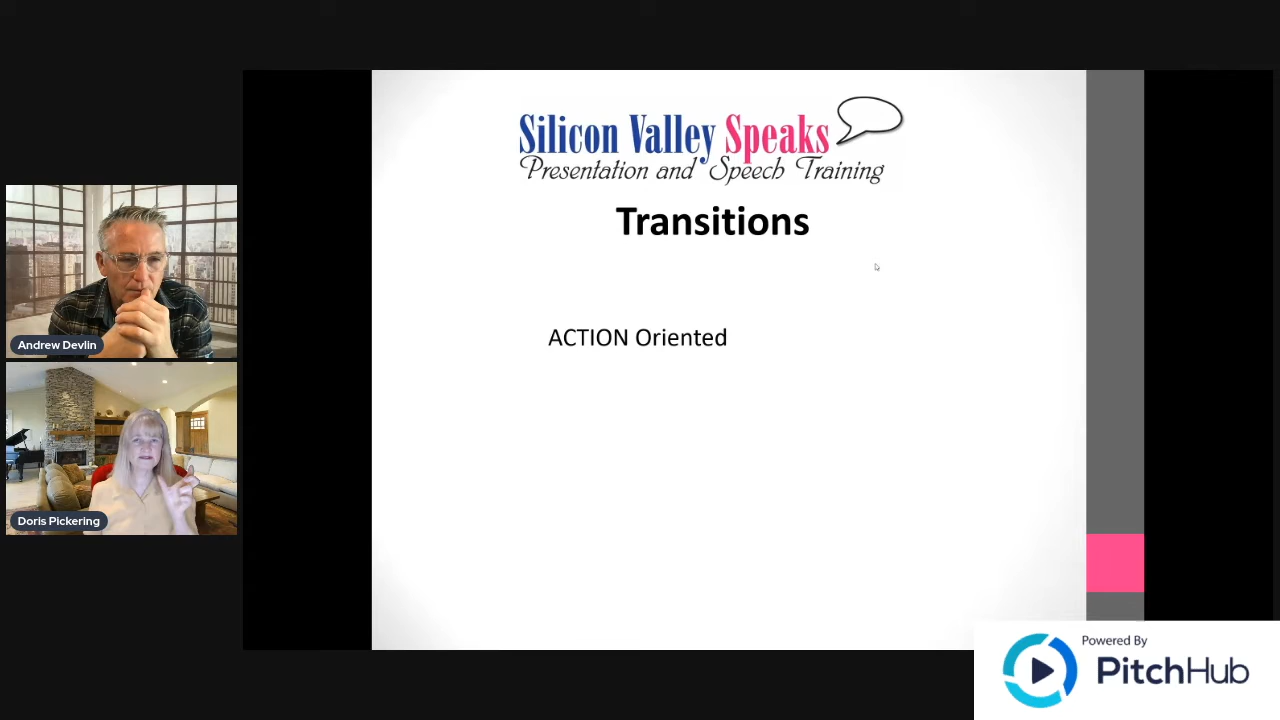 Silicon Valley Speaks
Presentation and Speech Training
Transitions
ACTION Oriented
Andrew Devlin
Doris Pickering
Powered By
PitchHub